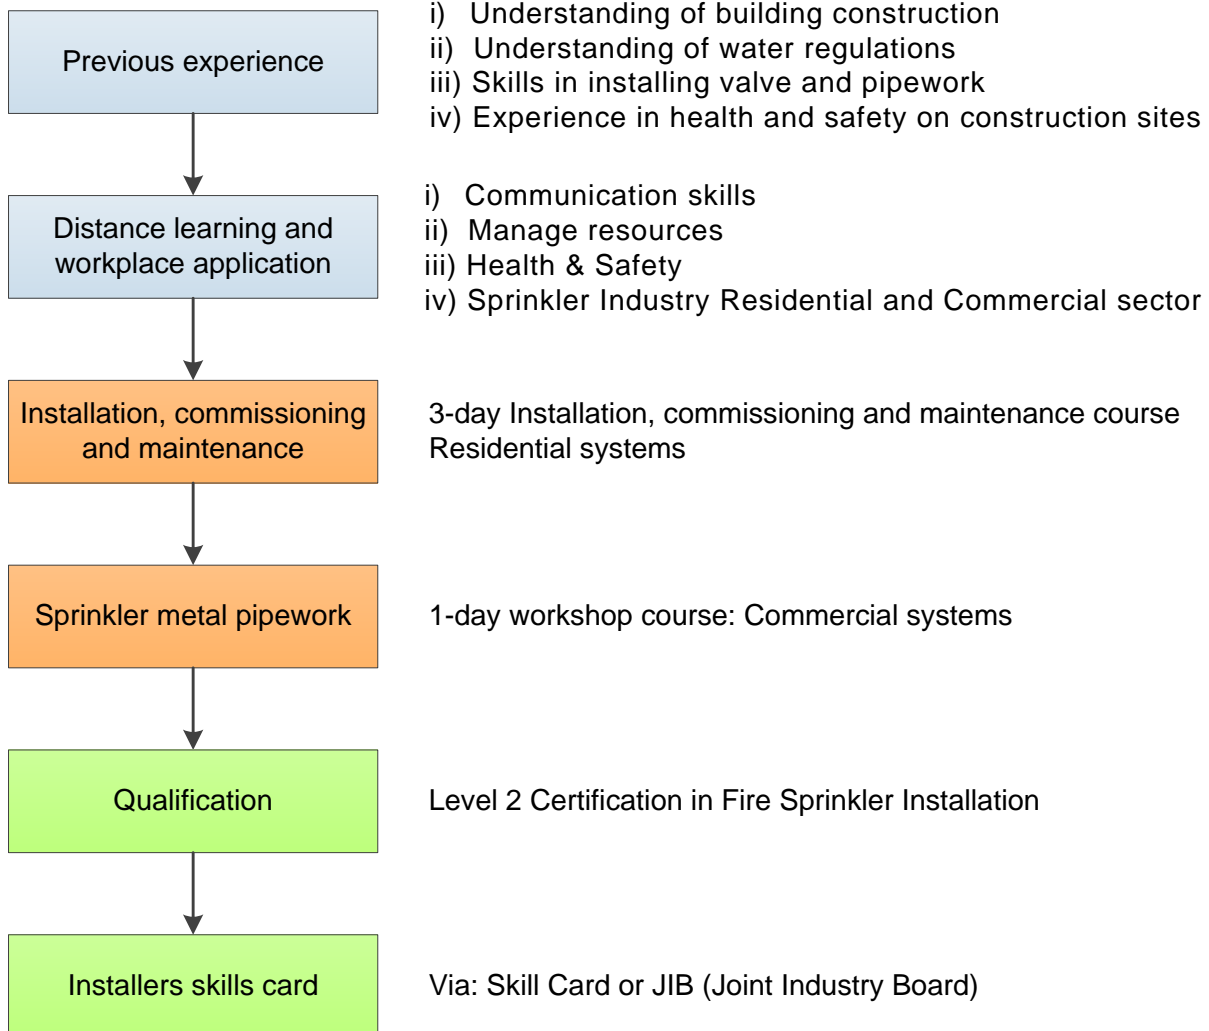 Previous experience
i) Understanding of building construction
ii) Understanding of water regulations
iii) Skills in installing valve and pipework
iv) Experience in health and safety on construction sites
Distance learning and
workplace application
i) Communication skills
ii) Manage resources
iii) Health & Safety
iv) Sprinkler Industry Residential and Commercial sector
Installation, commissioning
and maintenance
3-day Installation, commissioning and maintenance course
Residential systems
Sprinkler metal pipework
1-day workshop course: Commercial systems
Qualification
Level 2 Certification in Fire Sprinkler Installation
Installers skills card
Via: Skill Card or JIB (Joint Industry Board)